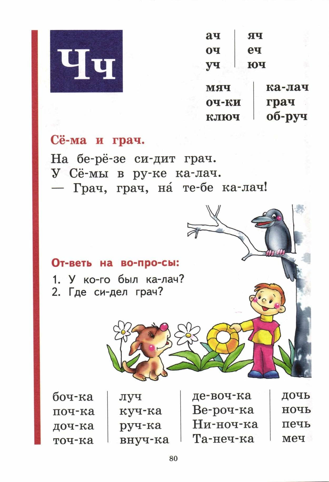 Чч
ач яч
оч еч
уч юч
мяч ка-лач
оч-ки грач
ключ об-руч
Сё-ма и грач.
На бе-рё-зе си-дит грач.
У Сё-мы в ру-ке ка-лач.
— Грач, грач, на́ те-бе ка-лач!
От-веть на во-про-сы:
1. У ко-го был ка-лач?
2. Где си-дел грач?
боч-ка луч де-воч-ка дочь
поч-ка куч-ка Ве-роч-ка ночь
доч-ка руч-ка Ни-ноч-ка печь
точ-ка внуч-ка Та-неч-ка меч
80